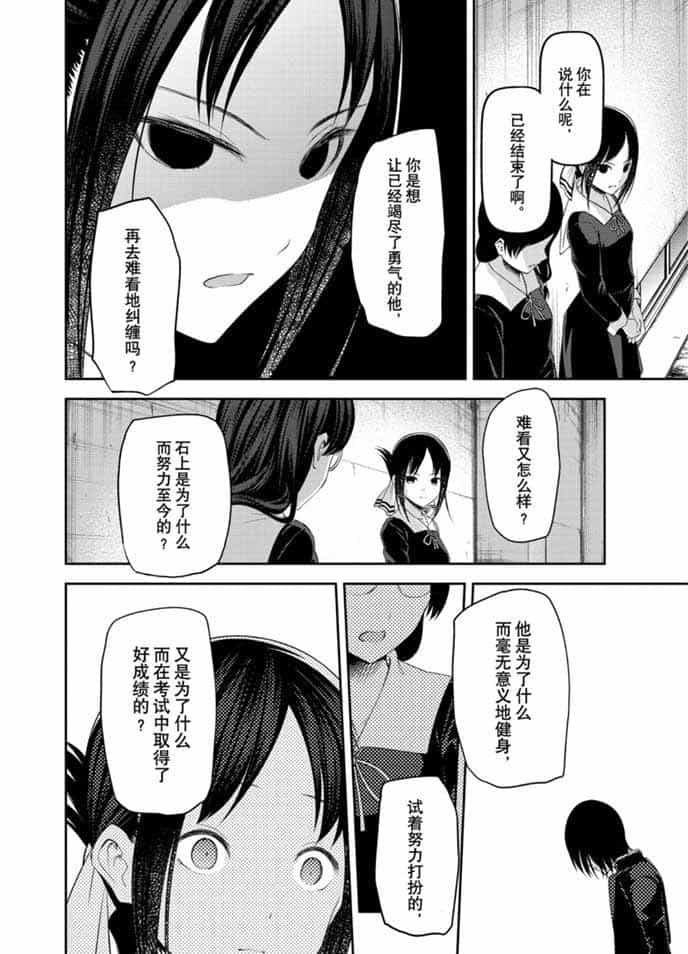 你在
说什么呢，
已经结束了啊。
你是想
让已经竭尽了勇气的他，
再去难看地纠缠吗？
难看又怎么样？
石上是为了什么
而努力至今的？
他是为了什么
而毫无意义地健身，
试着努力打扮的，
又是为了什么
而在考试中取得了
好成绩的？